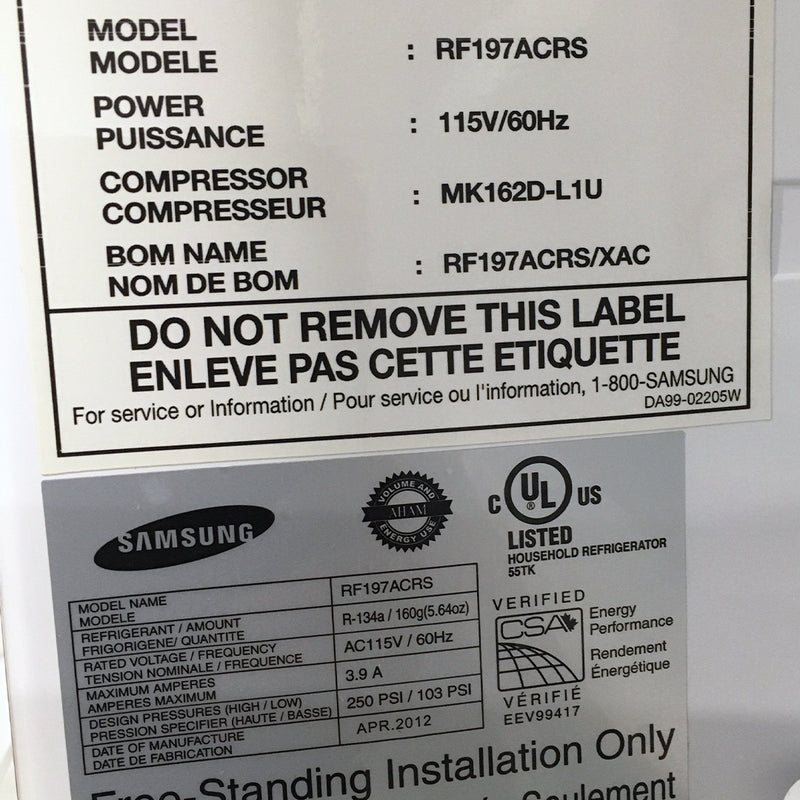 MODEL
MODELE : RF197ACRS
POWER
PUISSANCE : 115V/60Hz
COMPRESSOR
COMPRESSEUR : MK162D-L1U
BOM NAME
NOM DE BOM : RF197ACRS/XAC
DO NOT REMOVE THIS LABEL
ENLEVE PAS CETTE ETIQUETTE
For service or Information / Pour service ou l'information, 1-800-SAMSUNG
DA99-02205W
SAMSUNG
VOLUME AND
AHAM
ENERGY USE
C UL US
®
LISTED
HOUSEHOLD REFRIGERATOR
55TK
MODEL NAME
MODELE
RF197ACRS
REFRIGERANT / AMOUNT
FRIGORIGENE/ QUANTITE
R-134a / 160g(5.64oz)
RATED VOLTAGE / FREQUENCY
TENSION NOMINALE / FREQUENCE
AC115V / 60Hz
MAXIMUM AMPERES
AMPERES MAXIMUM
3.9 A
DESIGN PRESSURES (HIGH / LOW)
PRESSION SPECIFIER (HAUTE / BASSE)
250 PSI / 103 PSI
DATE OF MANUFACTURE
DATE DE FABRICATION
APR.2012
VERIFIED
CSA
Energy
Performance
Rendement
Énergétique
VÉRIFIÉ
EEV99417
Free-Standing Installation Only
Seulement